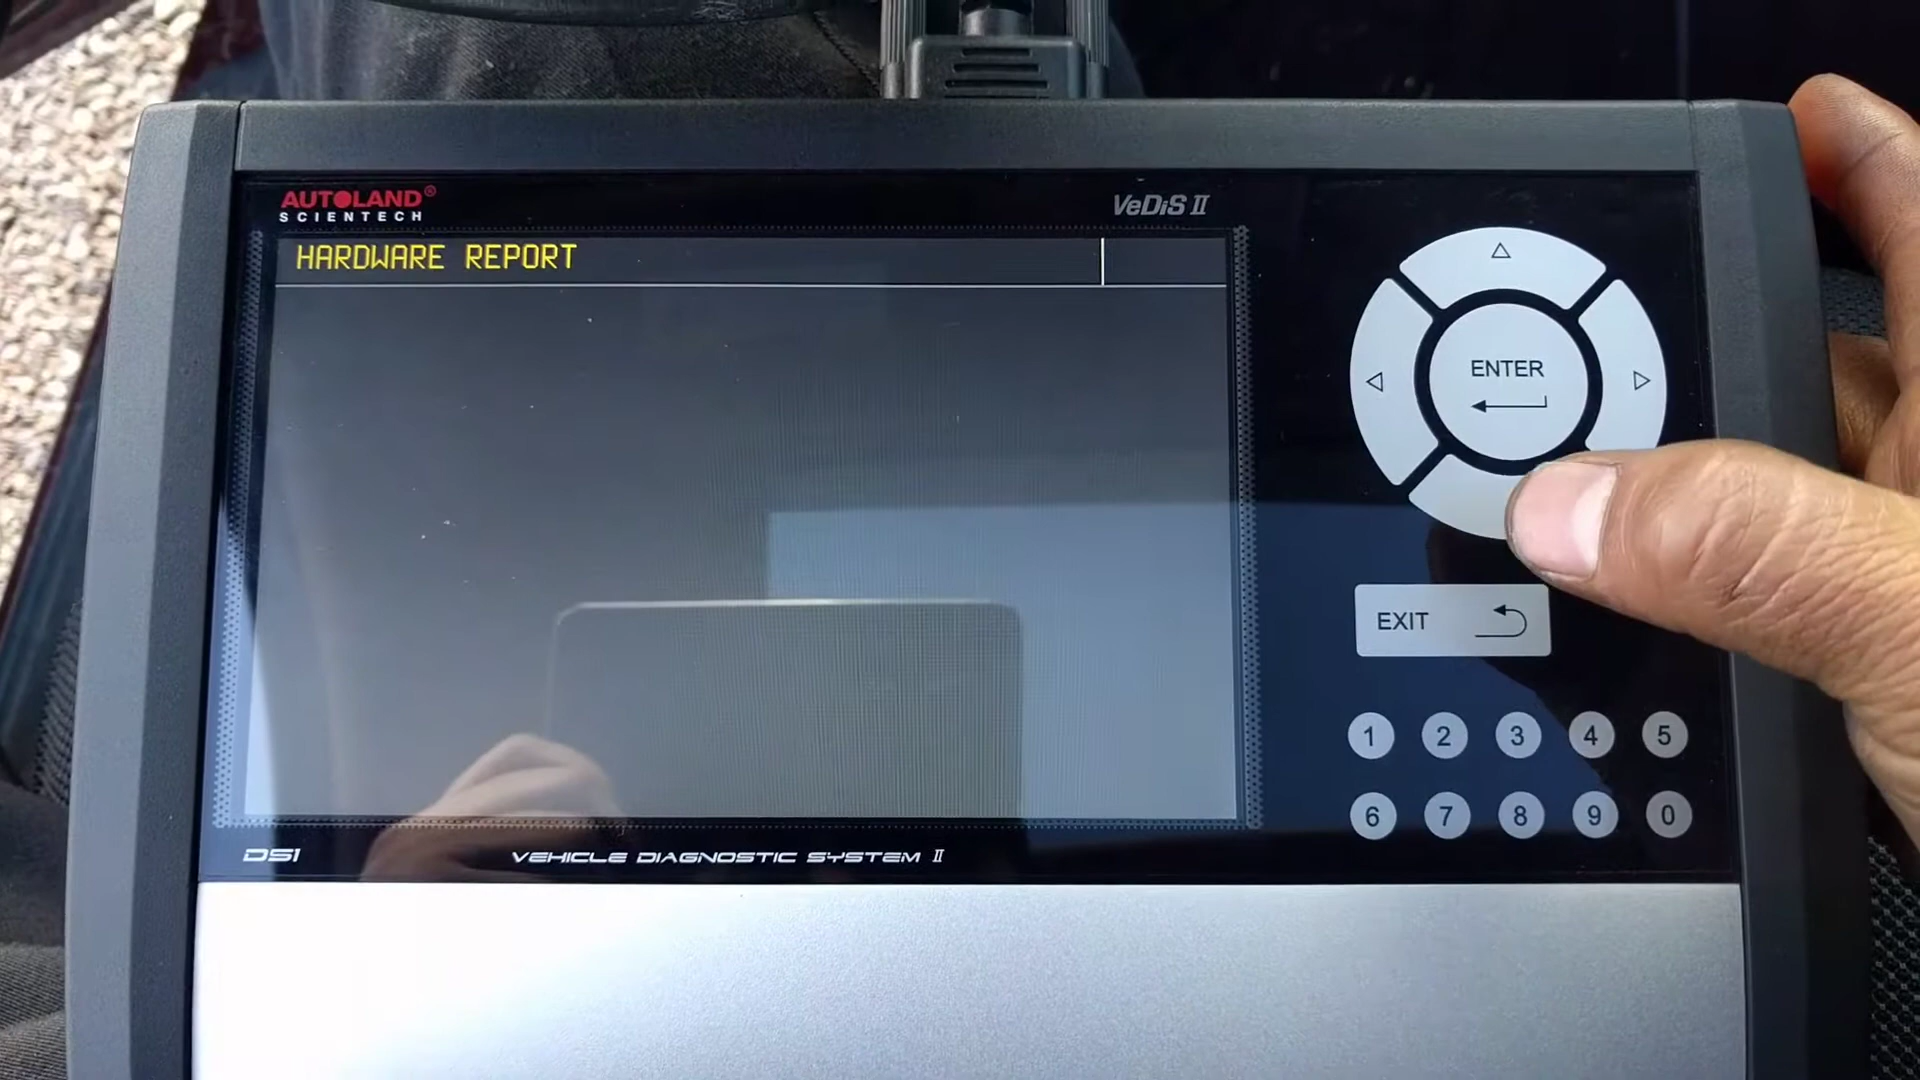 AUTOLAND®
SCIENTECH
VeDiS II
HARDWARE REPORT
ENTER
EXIT
1 2 3 4 5
6 7 8 9 0
DS1 VEHICLE DIAGNOSTIC SYSTEM II